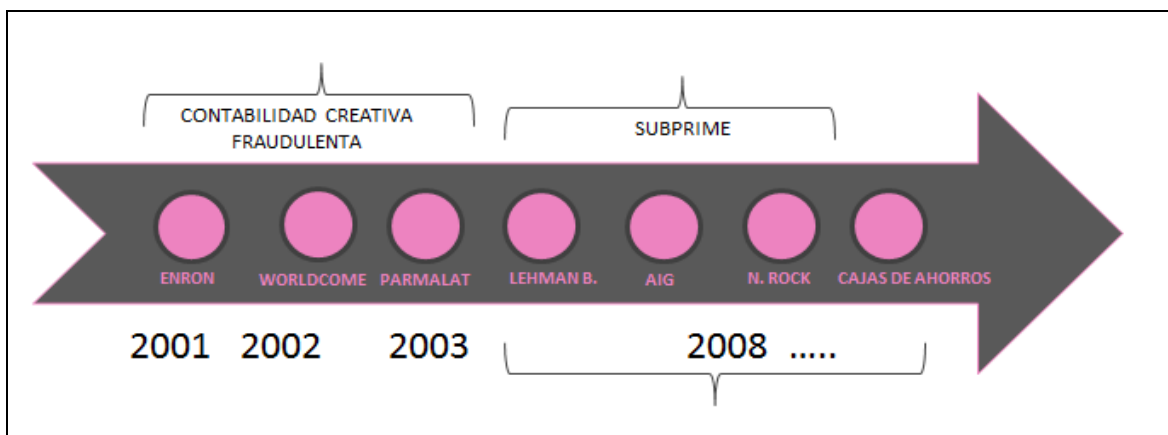 CONTABILIDAD CREATIVA
FRAUDULENTA
SUBPRIME
ENRON
WORLDCOME
PARMALAT
LEHMAN B.
AIG
N. ROCK
CAJAS DE AHORROS
2001
2002
2003
2008 .....